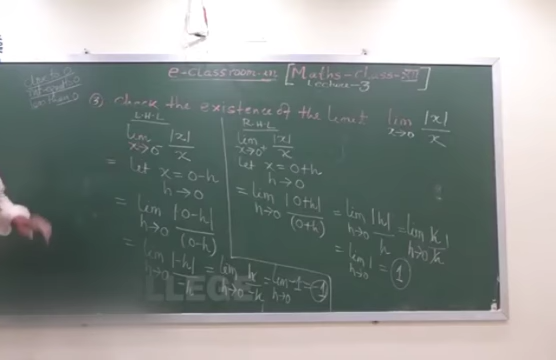 e-classroom
[Maths-class-XII]
Lecture-3
③ Check the existence of the limit lim x→0 |x|/x
L-H-L
lim x→0⁻ |x|/x
= let x = 0-h
h→0
= lim h→0 |0-h|/(0-h)
= lim h→0 |-h|/-h = lim h→0 h/-h = lim h→0 -1 = -1
R-H-L
lim x→0⁺ |x|/x
let x = 0+h
h→0
= lim h→0 |0+h|/(0+h) = lim h→0 |h|/h = lim h→0 h/h
= lim h→0 1 = 1
LLEGE